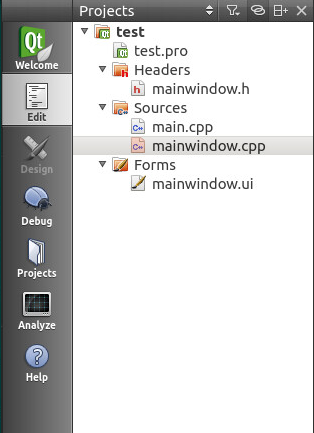 Projects
Qt
Welcome
Edit
Design
Debug
Projects
Analyze
Help
test
Qt
test.pro
h
Headers
h
mainwindow.h
C++
Sources
C++
main.cpp
C++
mainwindow.cpp
Forms
mainwindow.ui